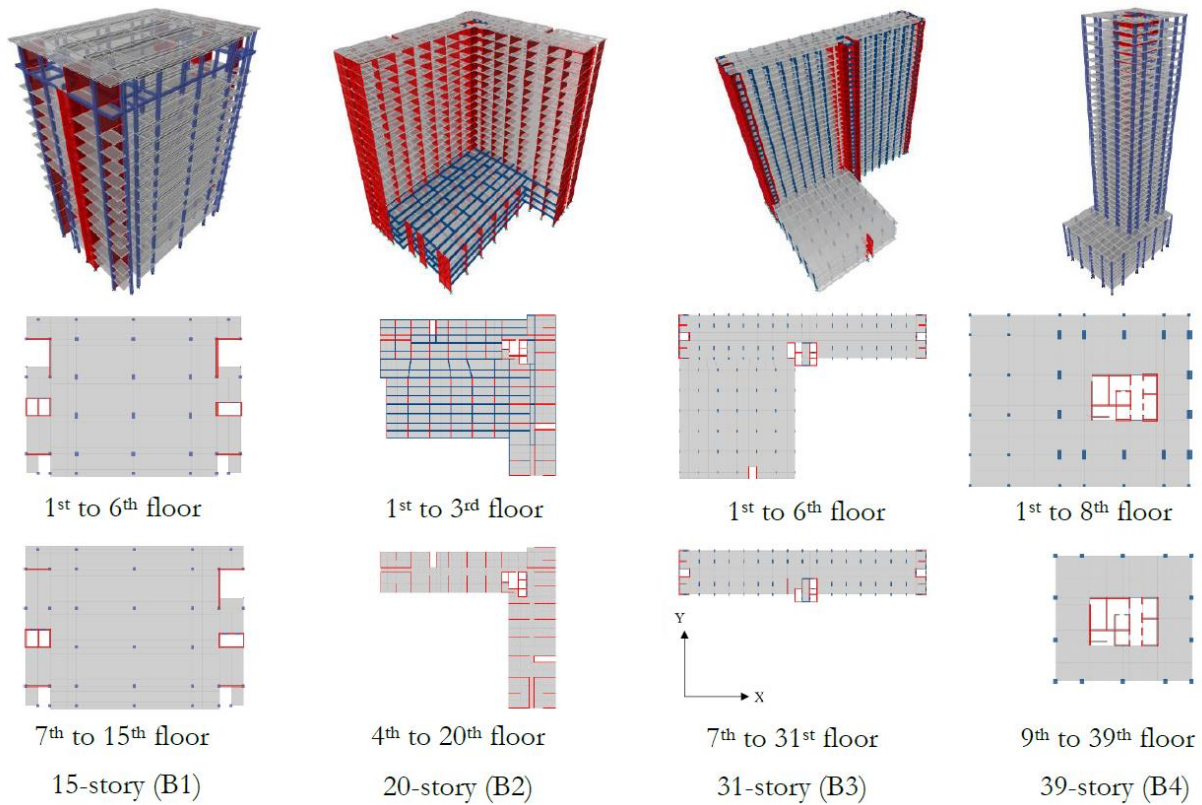 1st to 6th floor
1st to 3rd floor
1st to 6th floor
1st to 8th floor
Y
X
7th to 15th floor
4th to 20th floor
7th to 31st floor
9th to 39th floor
15-story (B1)
20-story (B2)
31-story (B3)
39-story (B4)